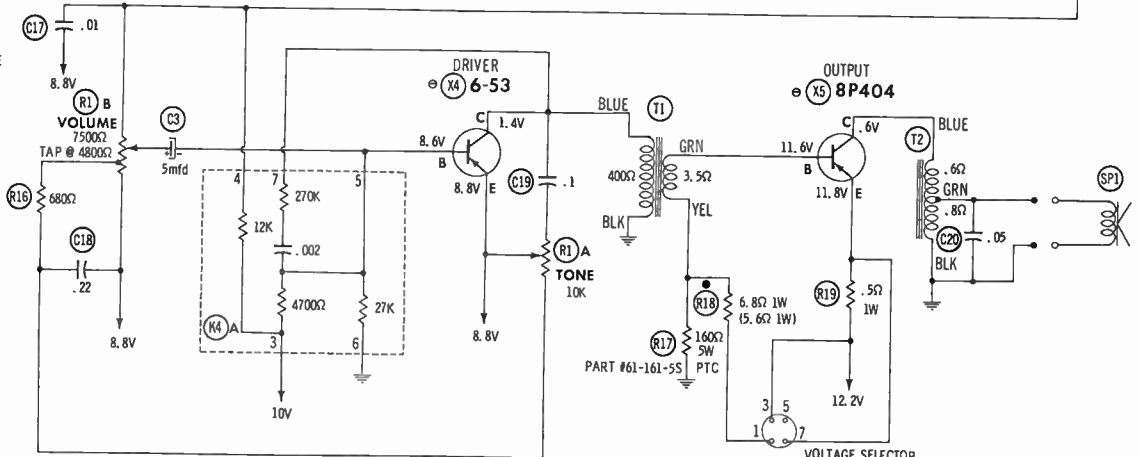 C17
.01
8.8V
R1 B
VOLUME
7500Ω
TAP @ 4800Ω
C3
5mfd
+
-
R16
680Ω
C18
.22
8.8V
4
7
5
270K
12K
.002
4700Ω
27K
K4 A
3
6
10V
DRIVER
X4 6-53
8.6V
B
C
1.4V
8.8V
E
8.8V
C19
.1
R1 A
TONE
10K
BLUE
T1
400Ω
BLK
GRN
3.5Ω
YEL
R18
6.8Ω 1W
(5.6Ω 1W)
R17
160Ω
5W
PART #61-161-5S PTC
OUTPUT
X5 8P404
11.6V
B
C
.6V
11.8V
E
R19
.5Ω
1W
12.2V
3
5
1
7
VOLTAGE SELECTOR
BLUE
T2
.6Ω
GRN
.8Ω
C20
.05
BLK
SP1